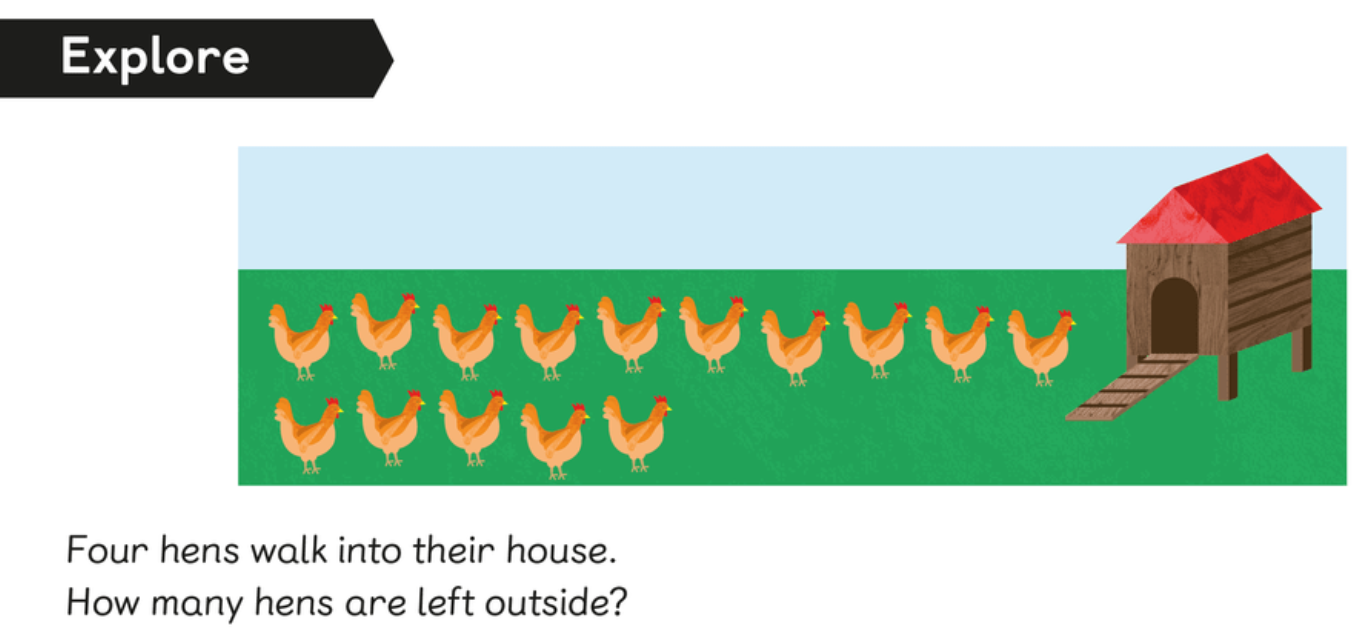 Explore
Four hens walk into their house.
How many hens are left outside?